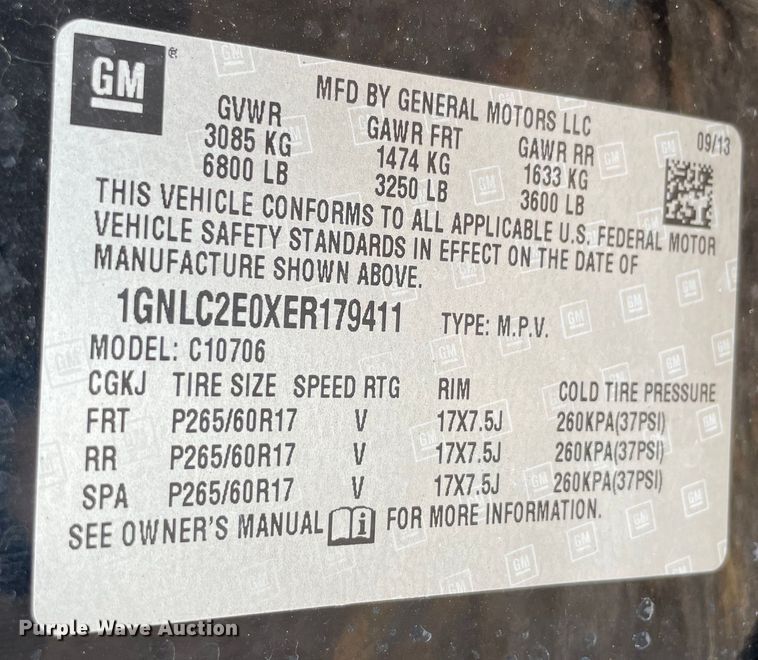 GM ®
MFD BY GENERAL MOTORS LLC
09/13
GVWR GAWR FRT GAWR RR
3085 KG 1474 KG 1633 KG
6800 LB 3250 LB 3600 LB
THIS VEHICLE CONFORMS TO ALL APPLICABLE U.S. FEDERAL MOTOR
VEHICLE SAFETY STANDARDS IN EFFECT ON THE DATE OF
MANUFACTURE SHOWN ABOVE.
1GNLC2E0XER179411 TYPE: M.P.V.
MODEL: C10706
CGKJ TIRE SIZE SPEED RTG RIM COLD TIRE PRESSURE
FRT P265/60R17 V 17X7.5J 260KPA(37PSI)
RR P265/60R17 V 17X7.5J 260KPA(37PSI)
SPA P265/60R17 V 17X7.5J 260KPA(37PSI)
SEE OWNER'S MANUAL i FOR MORE INFORMATION.
Purple Wave Auction